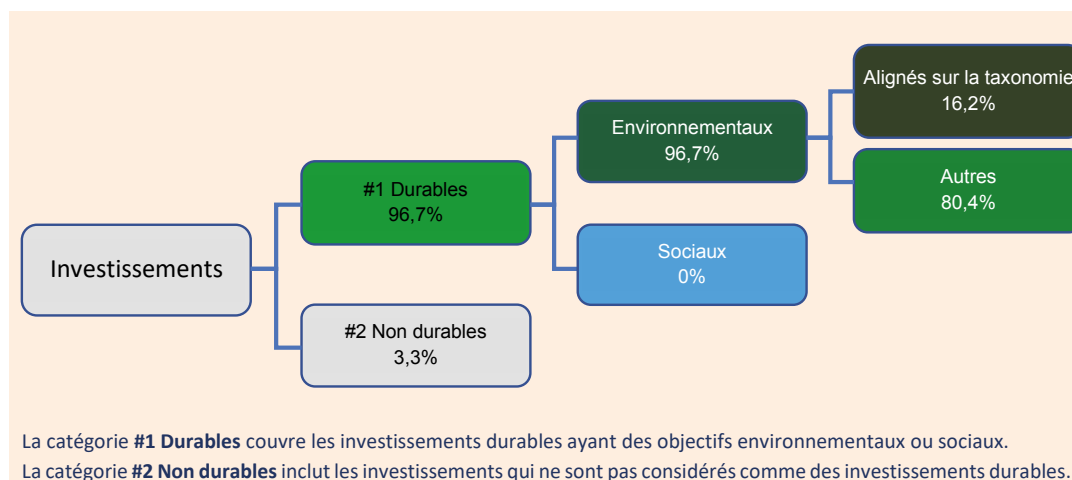 Alignés sur la taxonomie
16,2%
Environnementaux
96,7%
Autres
80,4%
#1 Durables
96,7%
Sociaux
0%
Investissements
#2 Non durables
3,3%
La catégorie #1 Durables couvre les investissements durables ayant des objectifs environnementaux ou sociaux.
La catégorie #2 Non durables inclut les investissements qui ne sont pas considérés comme des investissements durables.